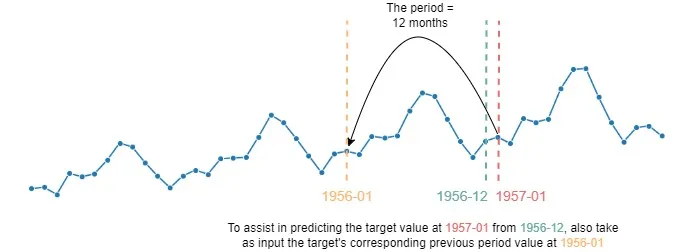 The period =
12 months
1956-01
1956-12
1957-01
To assist in predicting the target value at 1957-01 from 1956-12, also take
as input the target's corresponding previous period value at 1956-01